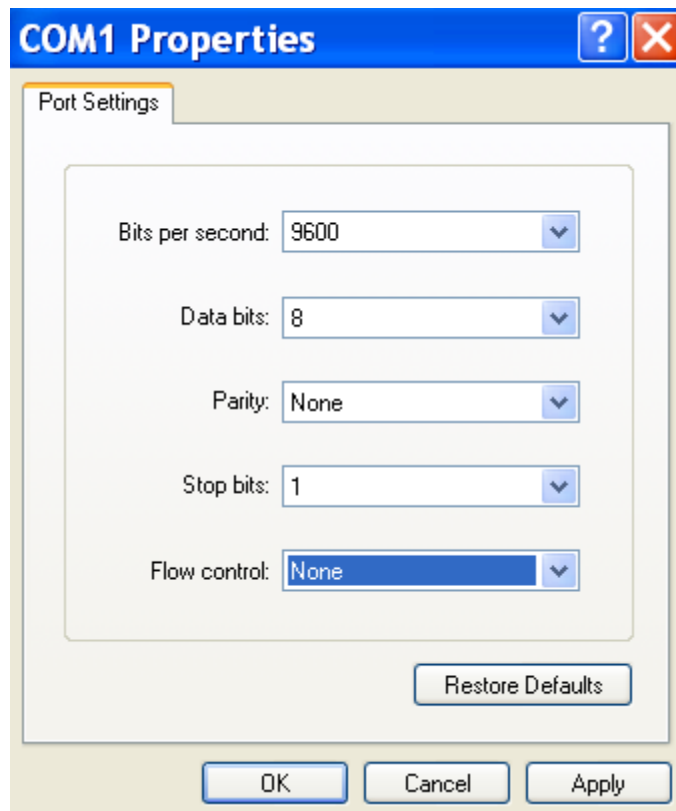 COM1 Properties ?
Port Settings
Bits per second: 9600
Data bits: 8
Parity: None
Stop bits: 1
Flow control: None
Restore Defaults
OK Cancel Apply